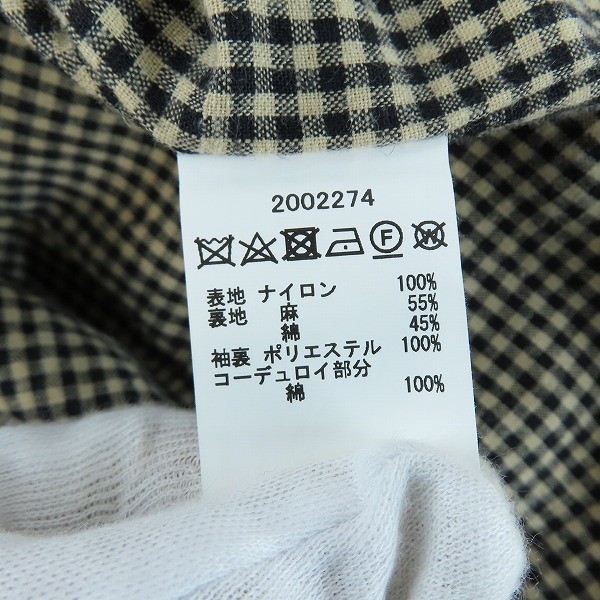 2002274
F W
表地 ナイロン 100%
裏地 麻 55%
綿 45%
袖裏 ポリエステル 100%
コーデュロイ部分
綿 100%